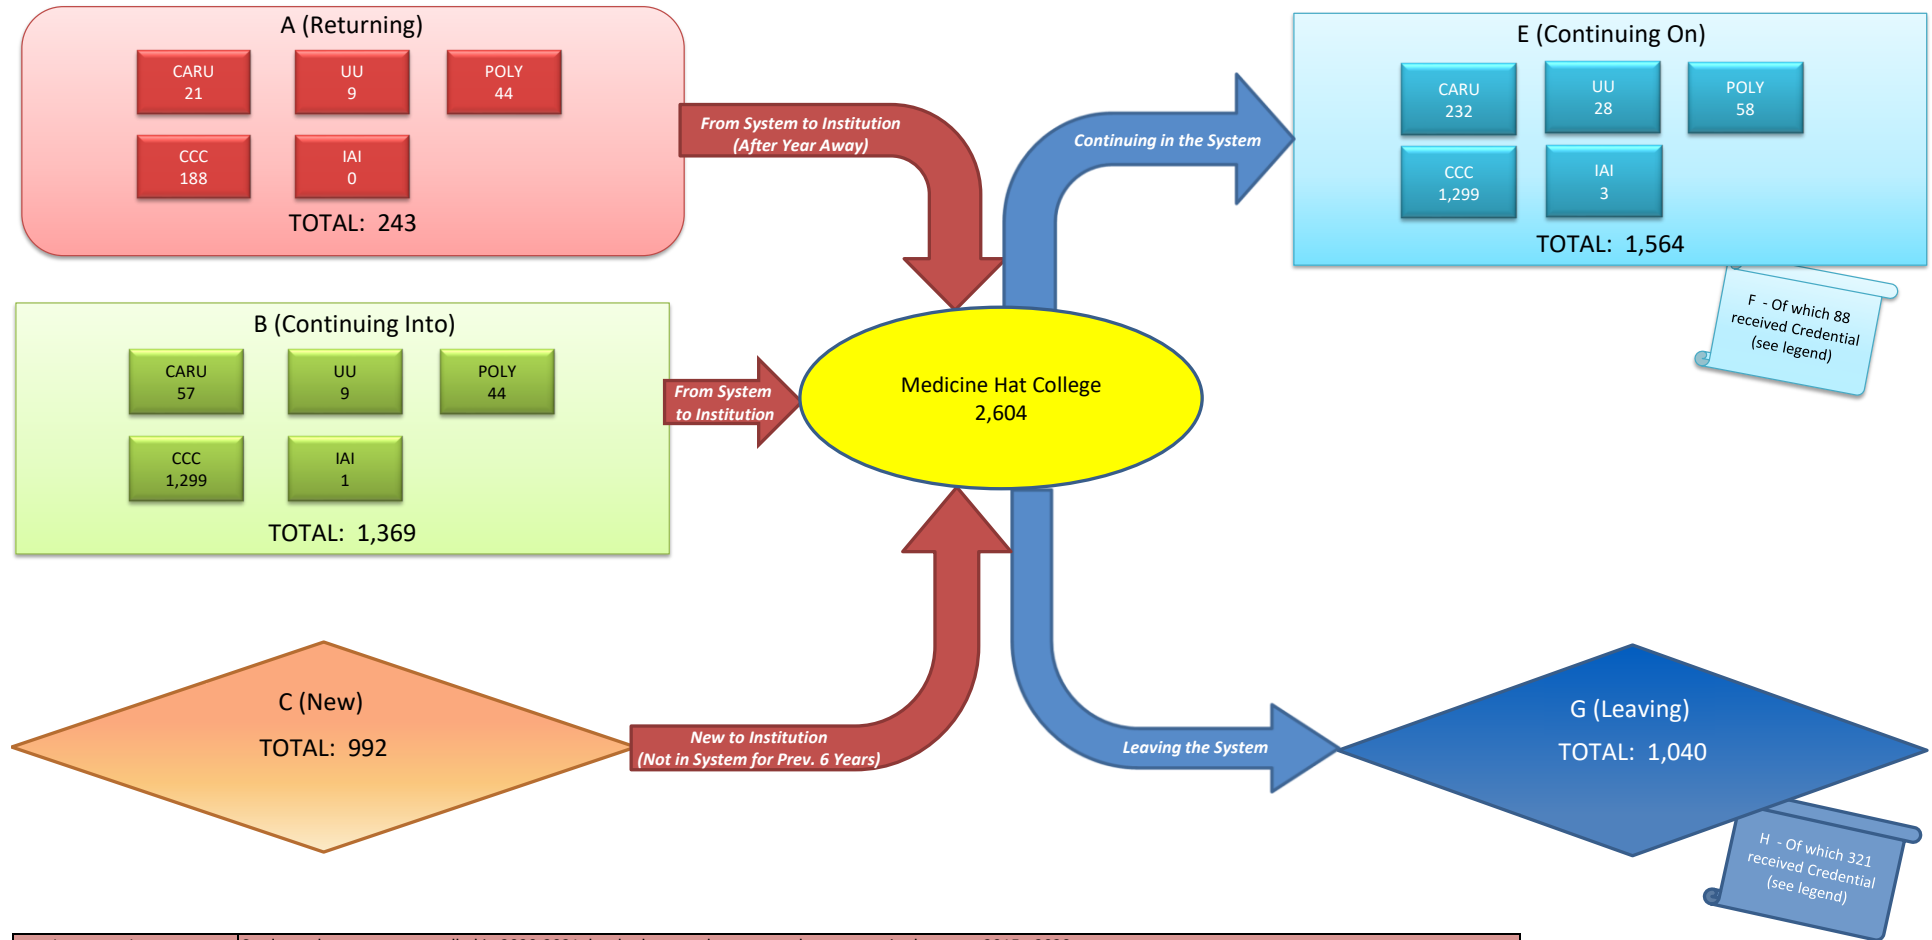 A (Returning)
CARU
21
UU
9
POLY
44
CCC
188
IAI
0
TOTAL: 243
From System to Institution
(After Year Away)
Continuing in the System
E (Continuing On)
CARU
232
UU
28
POLY
58
CCC
1,299
IAI
3
TOTAL: 1,564
F - Of which 88
received Credential
(see legend)
B (Continuing Into)
CARU
57
UU
9
POLY
44
CCC
1,299
IAI
1
TOTAL: 1,369
From System
to Institution
Medicine Hat College
2,604
C (New)
TOTAL: 992
New to Institution
(Not in System for Prev. 6 Years)
Leaving the System
G (Leaving)
TOTAL: 1,040
H - Of which 321
received Credential
(see legend)